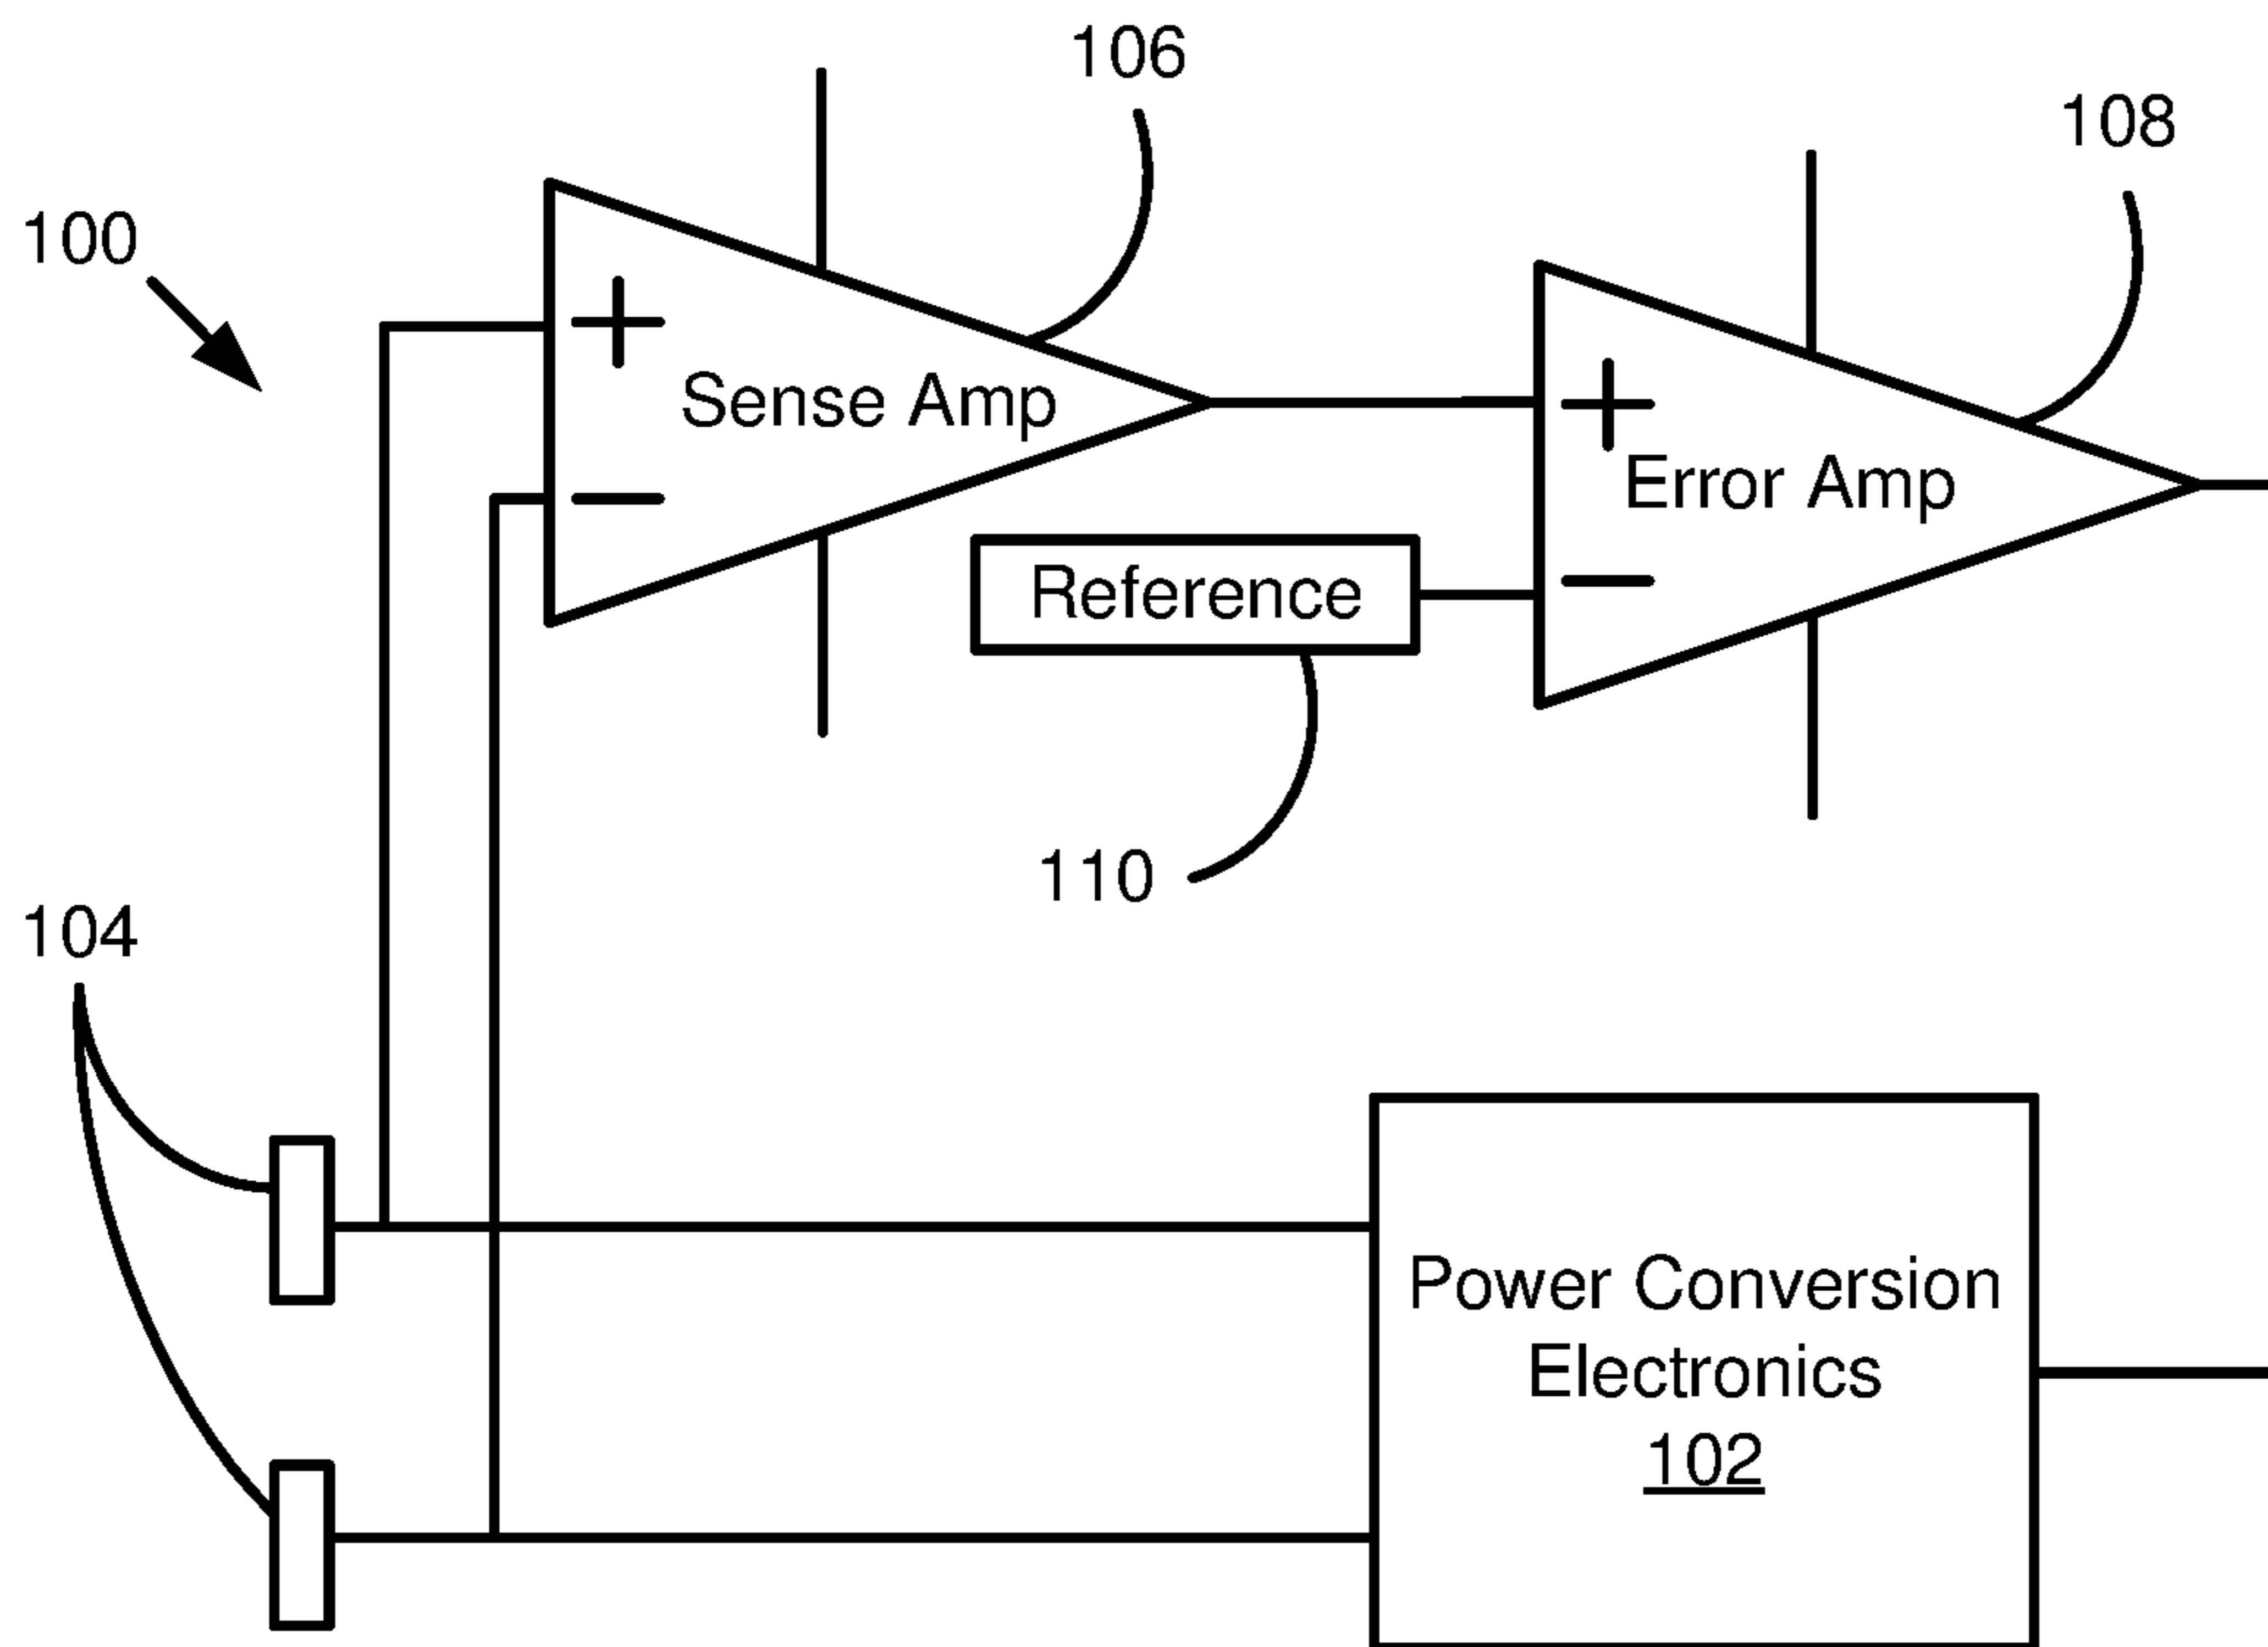 106
108
100
+
Sense Amp
−
+
Error Amp
−
Reference
110
104
Power Conversion
Electronics
102